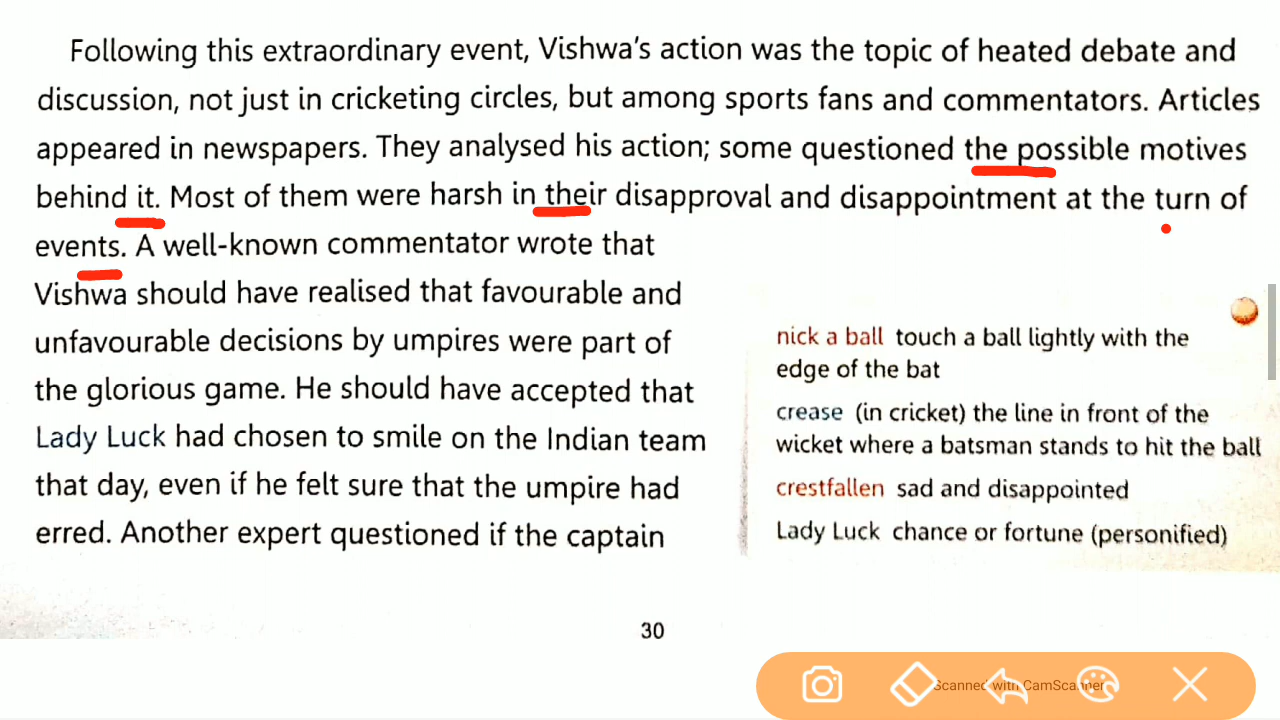 Following this extraordinary event, Vishwa's action was the topic of heated debate and
discussion, not just in cricketing circles, but among sports fans and commentators. Articles
appeared in newspapers. They analysed his action; some questioned the possible motives
behind it. Most of them were harsh in their disapproval and disappointment at the turn of
events. A well-known commentator wrote that
Vishwa should have realised that favourable and
unfavourable decisions by umpires were part of
the glorious game. He should have accepted that
Lady Luck had chosen to smile on the Indian team
that day, even if he felt sure that the umpire had
erred. Another expert questioned if the captain
nick a ball touch a ball lightly with the
edge of the bat
crease (in cricket) the line in front of the
wicket where a batsman stands to hit the ball
crestfallen sad and disappointed
Lady Luck chance or fortune (personified)
30
Scanned with CamScanner